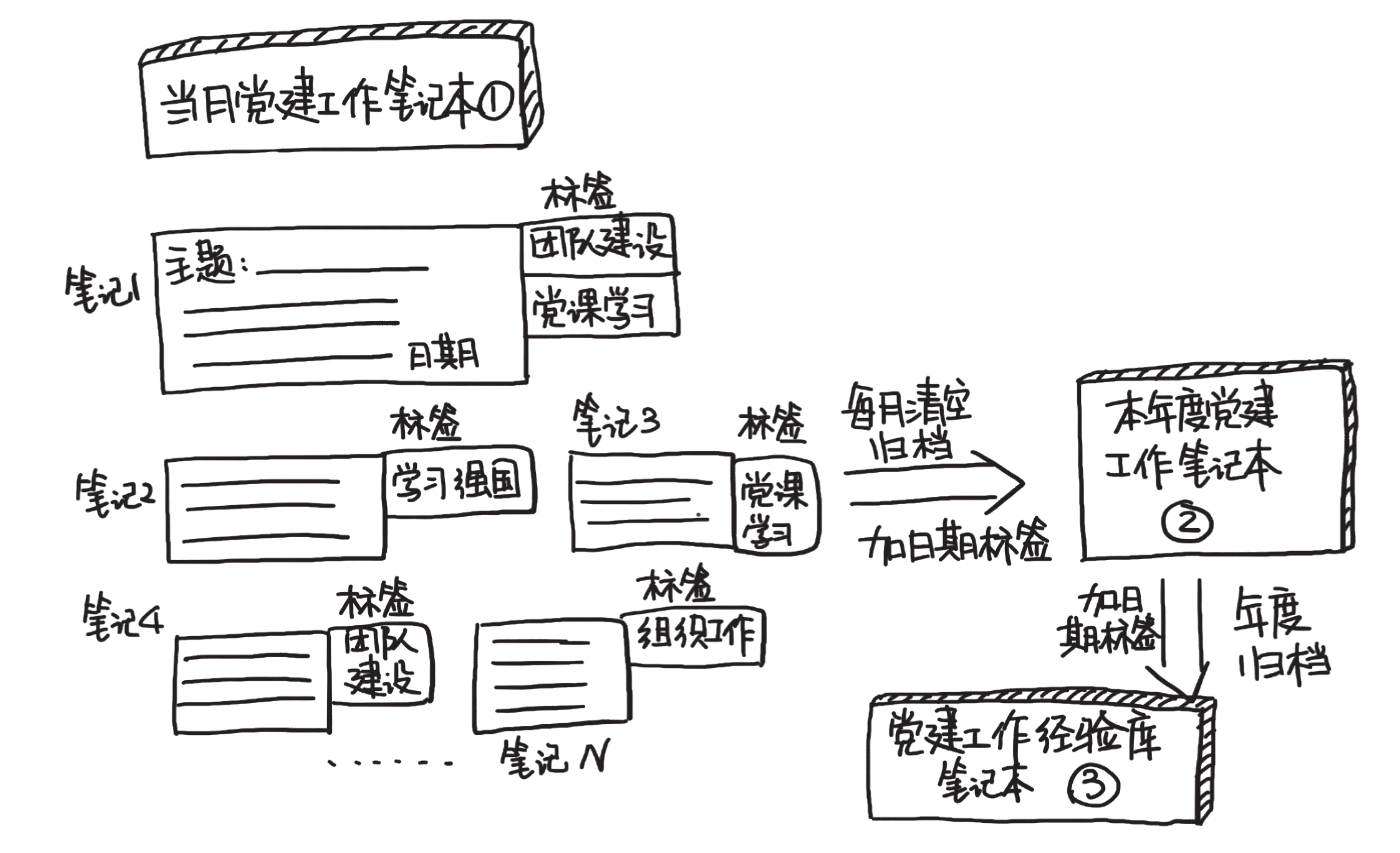 当月党建工作笔记本①
标签
团队建设
笔记1
主题:
党课学习
日期
标签
笔记2
学习强国
笔记3
标签
党课
学习
笔记4
标签
团队
建设
标签
组织工作
......
笔记N
每月清空
归档
加日期标签
本年度党建
工作笔记本
②
加日
期标签
年度
归档
党建工作经验库
笔记本 ③